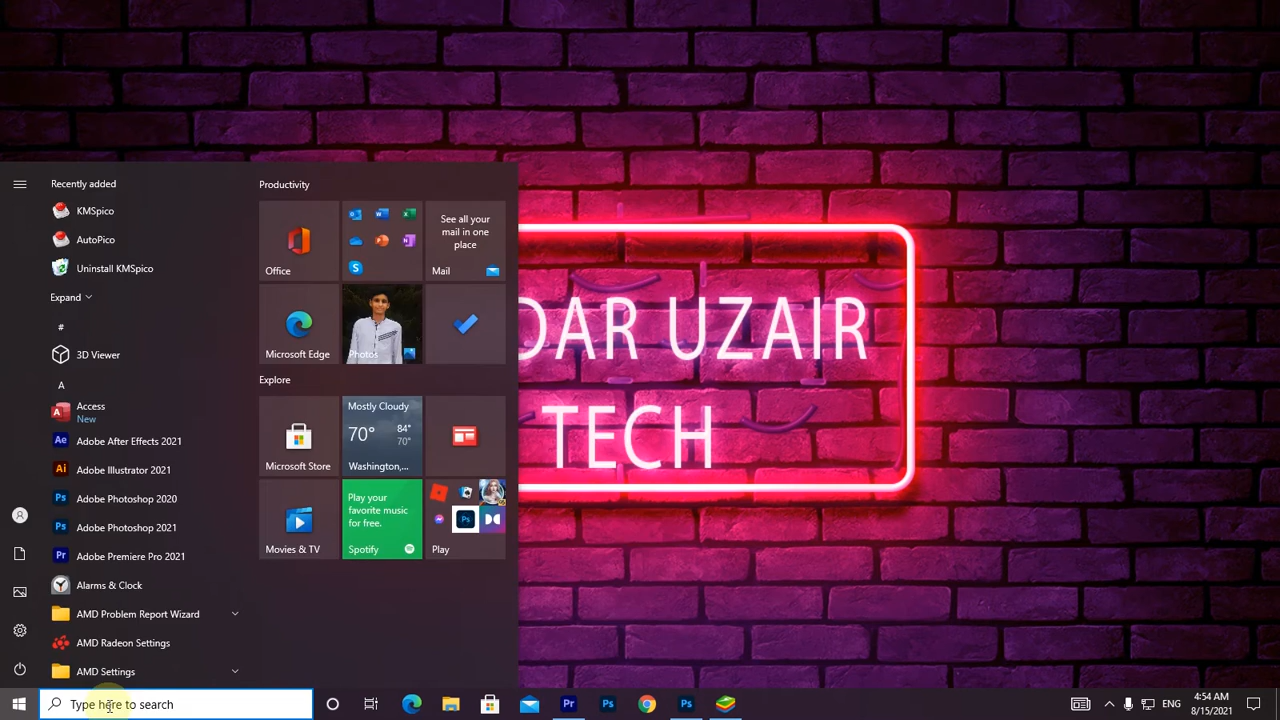 Recently added
KMSpico
AutoPico
Uninstall KMSpico
Expand
#
3D Viewer
A
Access
New
Adobe After Effects 2021
Adobe Illustrator 2021
Adobe Photoshop 2020
Adobe Photoshop 2021
Adobe Premiere Pro 2021
Alarms & Clock
AMD Problem Report Wizard
AMD Radeon Settings
AMD Settings
Productivity
Office
See all your
mail in one
place
Mail
Microsoft Edge
Photos
Explore
Microsoft Store
Mostly Cloudy
70° 84°
70°
Washington,...
Movies & TV
Play your
favorite music
for free.
Spotify
Play
DAR UZAIR
TECH
Type here to search
ENG
4:54 AM
8/15/2021